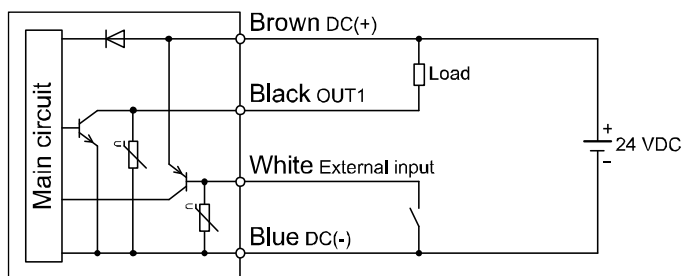 Brown DC(+)
Load
Black OUT1
Main circuit
+
24 VDC
-
White External input
Blue DC(-)